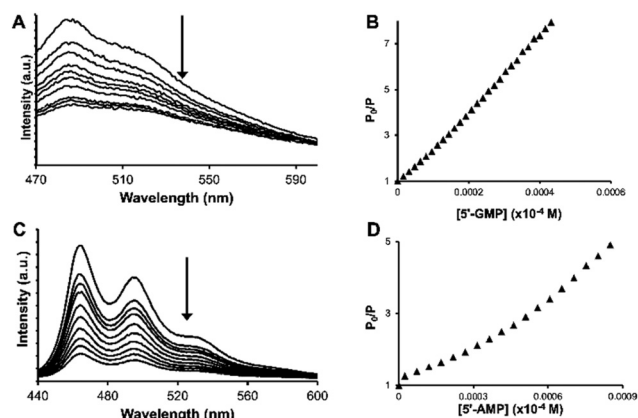 A
Intensity (a.u.)
470 510 550 590
Wavelength (nm)
B
P0/P
7
5
3
1
0 0.0002 0.0004 0.0006
[5'-GMP] (x10⁻⁴ M)
C
Intensity (a.u.)
440 480 520 560 600
Wavelength (nm)
D
P0/P
5
3
1
0 0.0003 0.0006 0.0009
[5'-AMP] (x10⁻⁴ M)